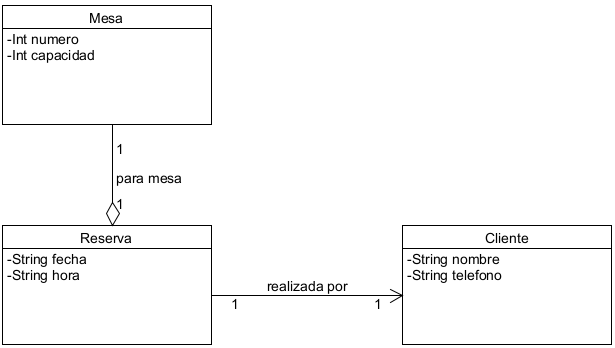 Mesa
-Int numero
-Int capacidad
1
para mesa
1
Reserva
-String fecha
-String hora
realizada por
1
1
Cliente
-String nombre
-String telefono